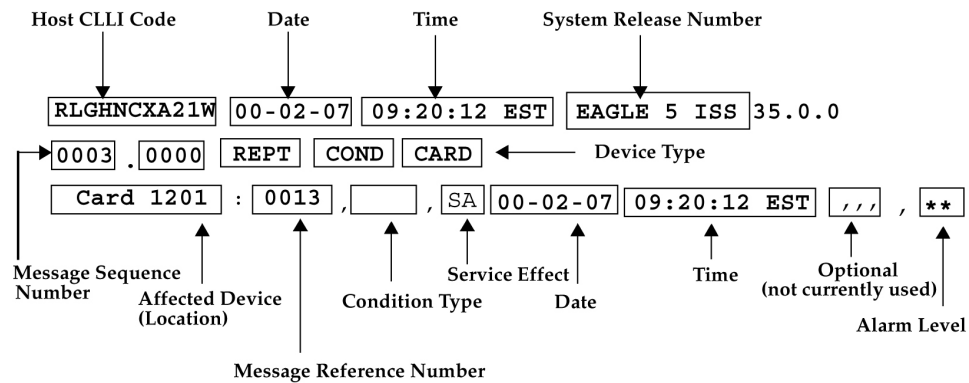 Host CLLI Code Date Time System Release Number
RLGHNCXA21W 00-02-07 09:20:12 EST EAGLE 5 ISS 35.0.0
0003 . 0000 REPT COND CARD Device Type
Card 1201 : 0013 , , SA 00-02-07 09:20:12 EST ,,, , **
Message Sequence
Number
Affected Device
(Location)
Message Reference Number
Condition Type
Service Effect
Date
Time
Optional
(not currently used)
Alarm Level